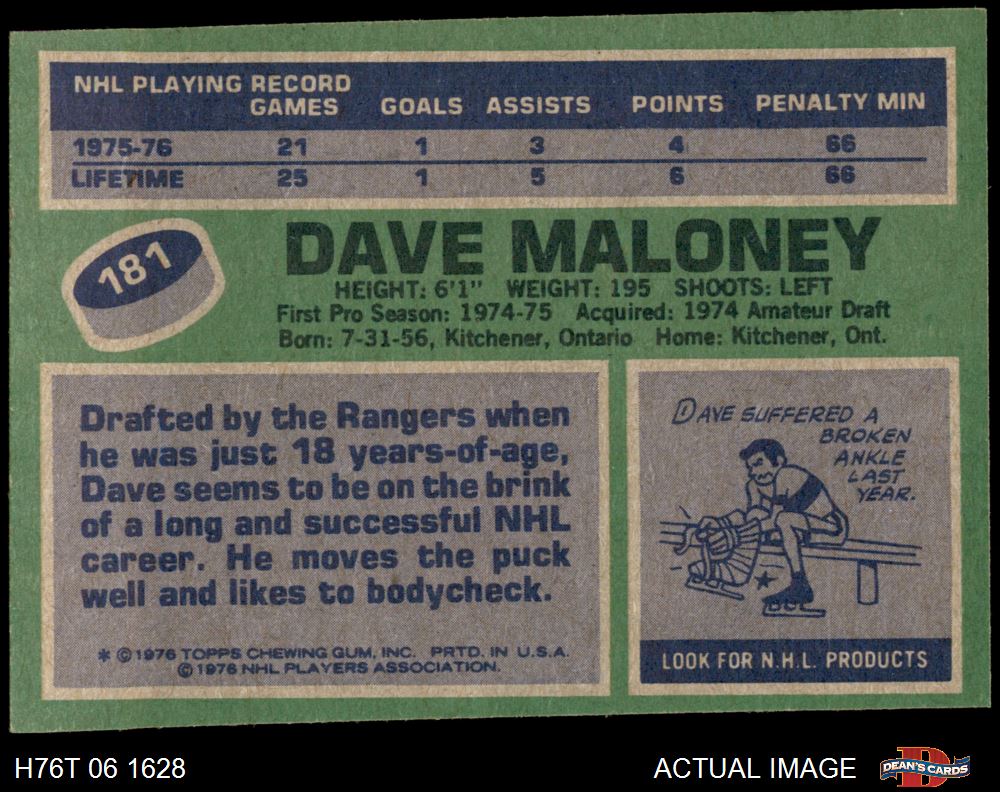 NHL PLAYING RECORD
GAMES GOALS ASSISTS POINTS PENALTY MIN
1975-76 21 1 3 4 66
LIFETIME 25 1 5 6 66
181
DAVE MALONEY
HEIGHT: 6'1" WEIGHT: 195 SHOOTS: LEFT
First Pro Season: 1974-75 Acquired: 1974 Amateur Draft
Born: 7-31-56, Kitchener, Ontario Home: Kitchener, Ont.
Drafted by the Rangers when
he was just 18 years-of-age,
Dave seems to be on the brink
of a long and successful NHL
career. He moves the puck
well and likes to bodycheck.
* © 1976 TOPPS CHEWING GUM, INC. PRTD. IN U.S.A.
© 1976 NHL PLAYERS ASSOCIATION.
DAVE SUFFERED A
BROKEN
ANKLE
LAST
YEAR.
LOOK FOR N.H.L. PRODUCTS
H76T 06 1628
ACTUAL IMAGE
D
DEAN'S CARDS